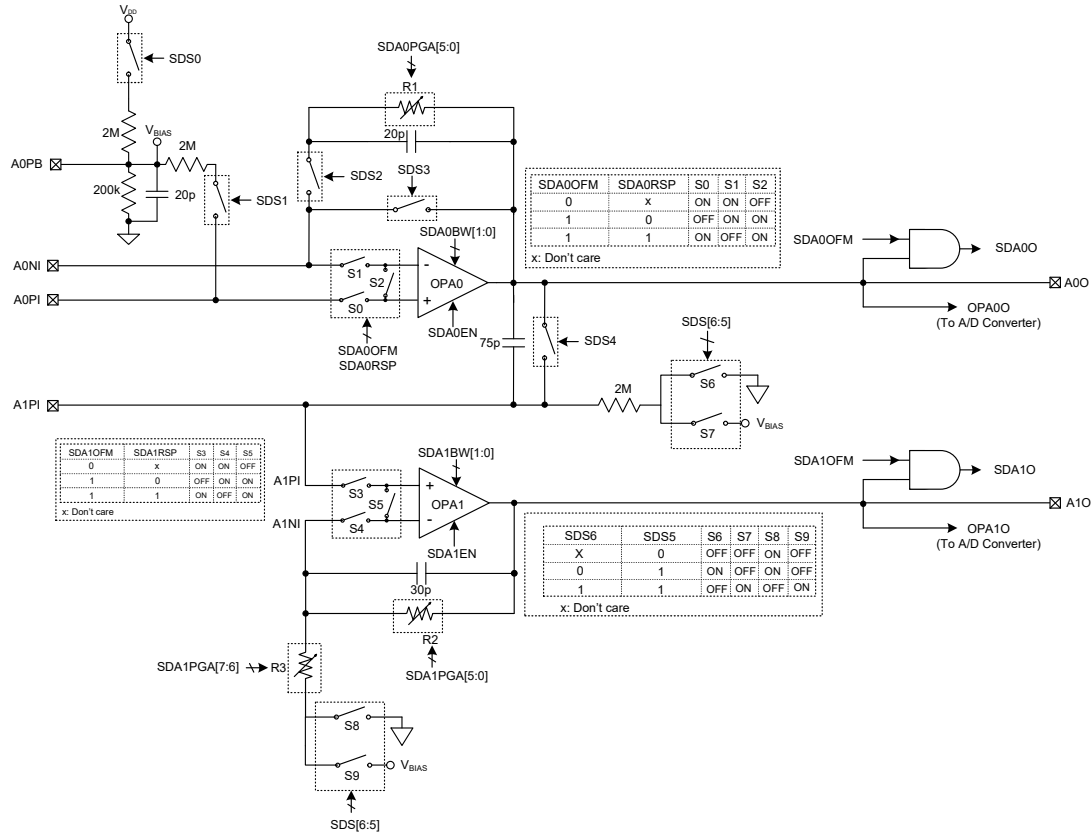 V_DD
SDS0
SDA0PGA[5:0]
R1
2M
V_BIAS
2M
20p
A0PB
SDS2
SDS3
200k
20p
SDS1
SDA0OFM SDA0RSP S0 S1 S2
0 x ON ON OFF
1 0 OFF ON ON
1 1 ON OFF ON
x: Don't care
SDA0OFM
SDA0O
SDA0BW[1:0]
A0NI
S1
S2
OPA0
-
+
A0O
A0PI
S0
SDA0EN
OPA0O
(To A/D Converter)
SDA0OFM
SDA0RSP
75p
SDS4
SDS[6:5]
S6
2M
A1PI
S7
V_BIAS
SDA1OFM SDA1RSP S3 S4 S5
0 x ON ON OFF
1 0 OFF ON ON
1 1 ON OFF ON
x: Don't care
SDA1BW[1:0]
SDA1OFM
SDA1O
A1PI
S3
S5
OPA1
+
-
A1O
A1NI
S4
SDA1EN
OPA1O
(To A/D Converter)
SDS6 SDS5 S6 S7 S8 S9
X 0 OFF OFF ON OFF
0 1 ON OFF ON OFF
1 1 OFF ON OFF ON
x: Don't care
30p
R2
SDA1PGA[7:6]
R3
SDA1PGA[5:0]
S8
S9
V_BIAS
SDS[6:5]